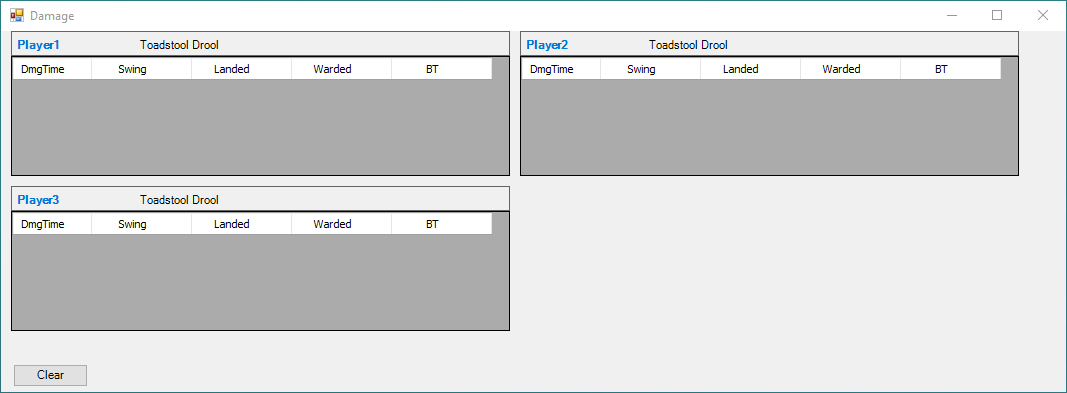 Damage
Player1 Toadstool Drool
DmgTime Swing Landed Warded BT
Player2 Toadstool Drool
DmgTime Swing Landed Warded BT
Player3 Toadstool Drool
DmgTime Swing Landed Warded BT
Clear